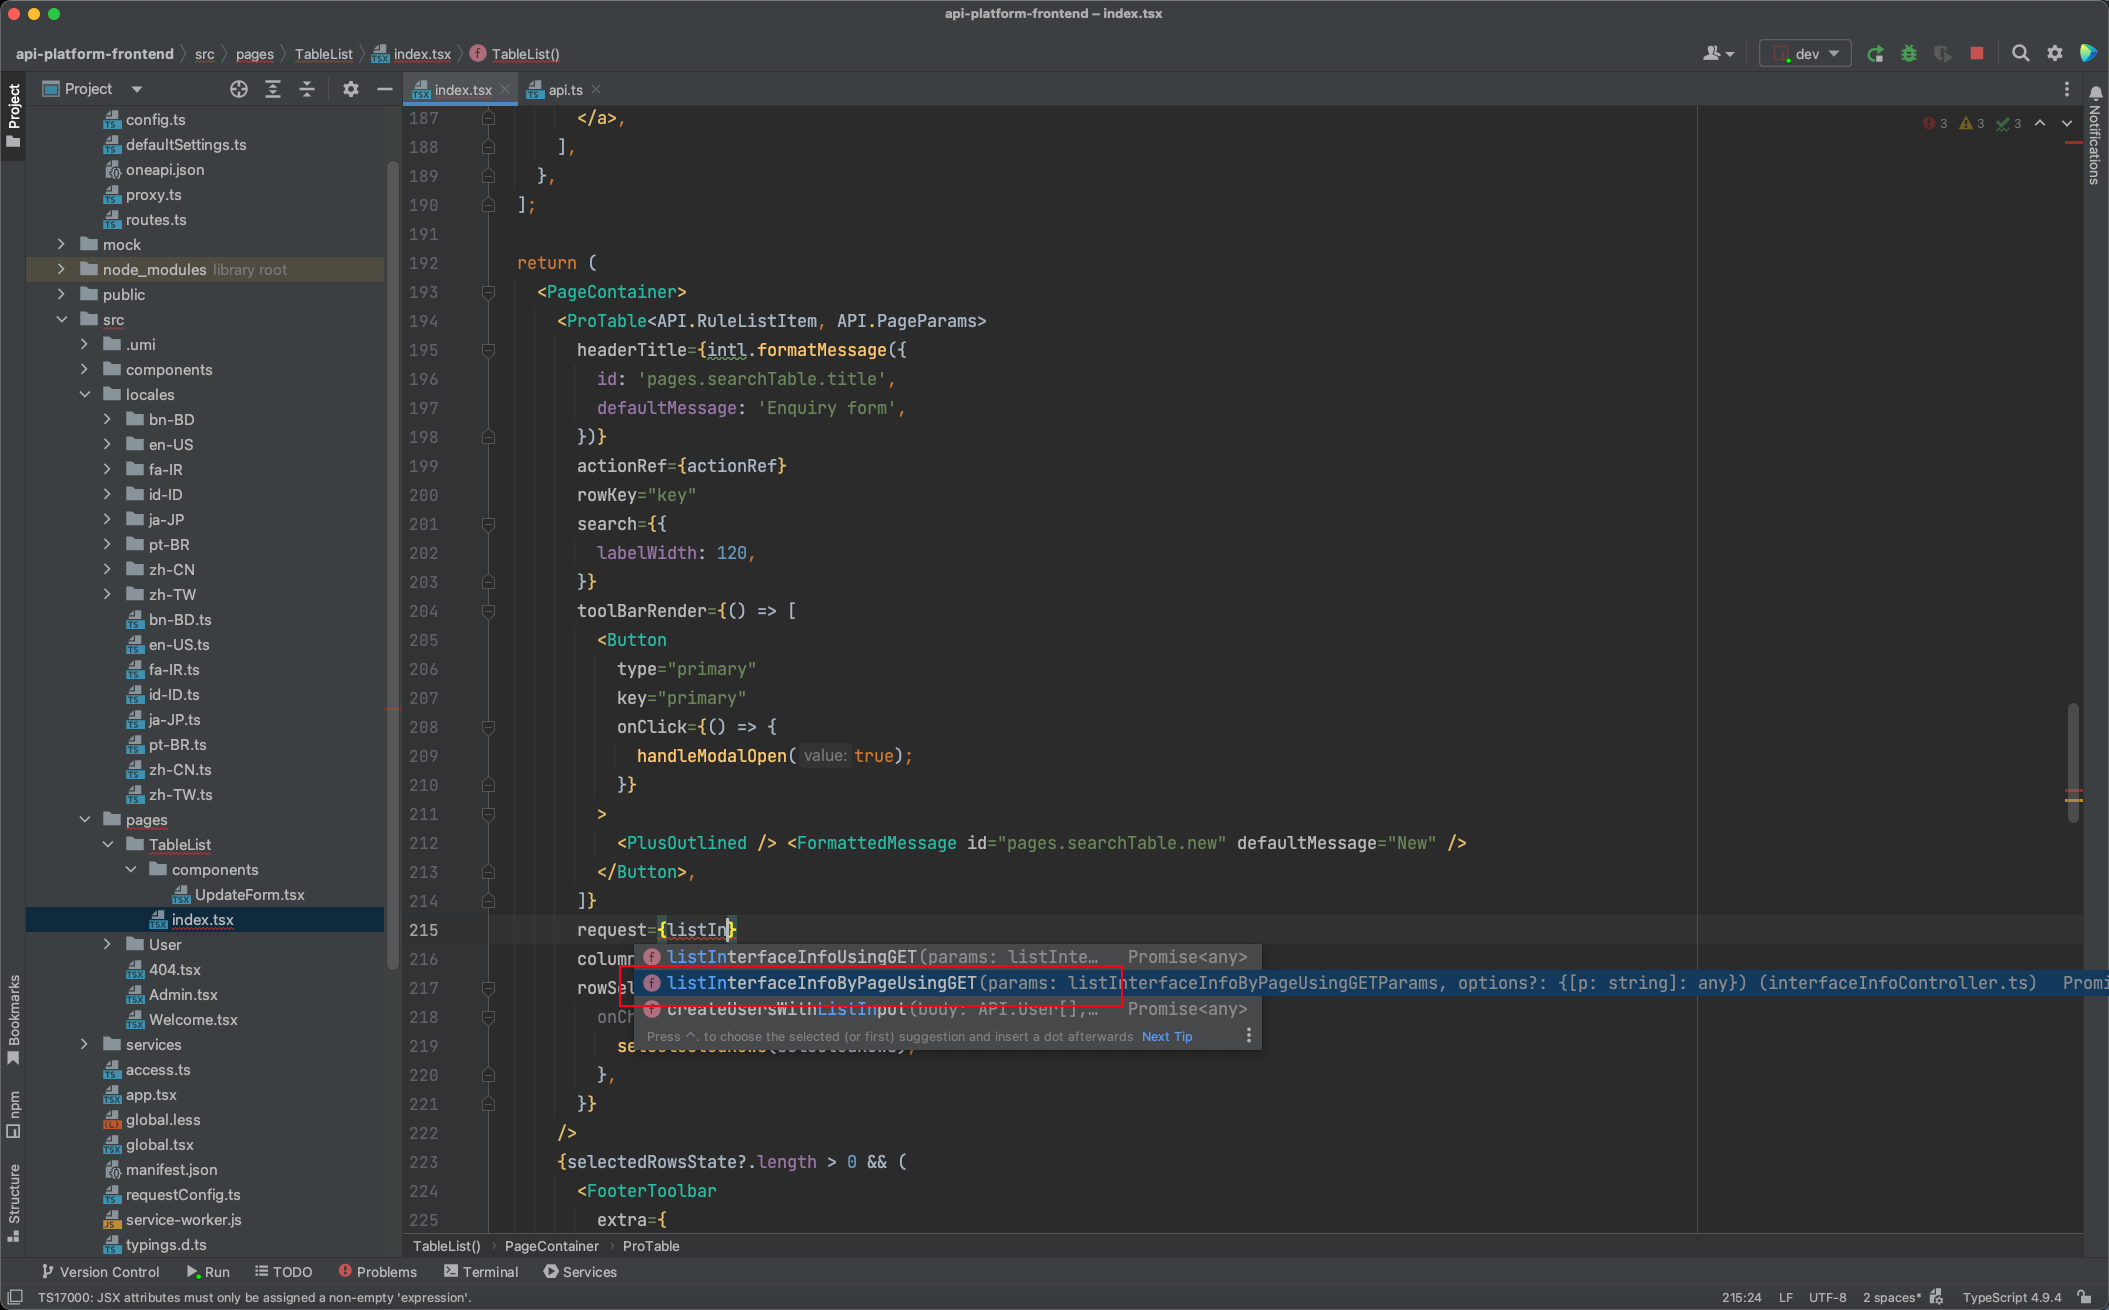 api-platform-frontend – index.tsx
api-platform-frontend src pages TableList index.tsx TableList()
dev
Project
index.tsx
api.ts
Project
Notifications
Bookmarks
npm
Structure
config.ts
defaultSettings.ts
oneapi.json
proxy.ts
routes.ts
mock
node_modules library root
public
src
.umi
components
locales
bn-BD
en-US
fa-IR
id-ID
ja-JP
pt-BR
zh-CN
zh-TW
bn-BD.ts
en-US.ts
fa-IR.ts
id-ID.ts
ja-JP.ts
pt-BR.ts
zh-CN.ts
zh-TW.ts
pages
TableList
components
UpdateForm.tsx
index.tsx
User
404.tsx
Admin.tsx
Welcome.tsx
services
access.ts
app.tsx
global.less
global.tsx
manifest.json
requestConfig.ts
service-worker.js
typings.d.ts
3 3 3
187 </a>,
188 ],
189 },
190 ];
191
192 return (
193 <PageContainer>
194 <ProTable<API.RuleListItem, API.PageParams>
195 headerTitle={intl.formatMessage({
196 id: 'pages.searchTable.title',
197 defaultMessage: 'Enquiry form',
198 })}
199 actionRef={actionRef}
200 rowKey="key"
201 search={{
202 labelWidth: 120,
203 }}
204 toolBarRender={() => [
205 <Button
206 type="primary"
207 key="primary"
208 onClick={() => {
209 handleModalOpen( value: true);
210 }}
211 >
212 <PlusOutlined /> <FormattedMessage id="pages.searchTable.new" defaultMessage="New" />
213 </Button>,
214 ]}
215 request={listIn}
216 column
listInterfaceInfoUsingGET(params: listInte… Promise<any>
217 rowSel
listInterfaceInfoByPageUsingGET(params: listInterfaceInfoByPageUsingGETParams, options?: {[p: string]: any}) (interfaceInfoController.ts) Promi
218 onCh
createUsersWithListInput(body: API.User[],… Promise<any>
Press ^. to choose the selected (or first) suggestion and insert a dot afterwards Next Tip
219
220 },
221 }}
222 />
223 {selectedRowsState?.length > 0 && (
224 <FooterToolbar
225 extra={
TableList() PageContainer ProTable
Version Control Run TODO Problems Terminal Services
TS17000: JSX attributes must only be assigned a non-empty 'expression'.
215:24 LF UTF-8 2 spaces* TypeScript 4.9.4